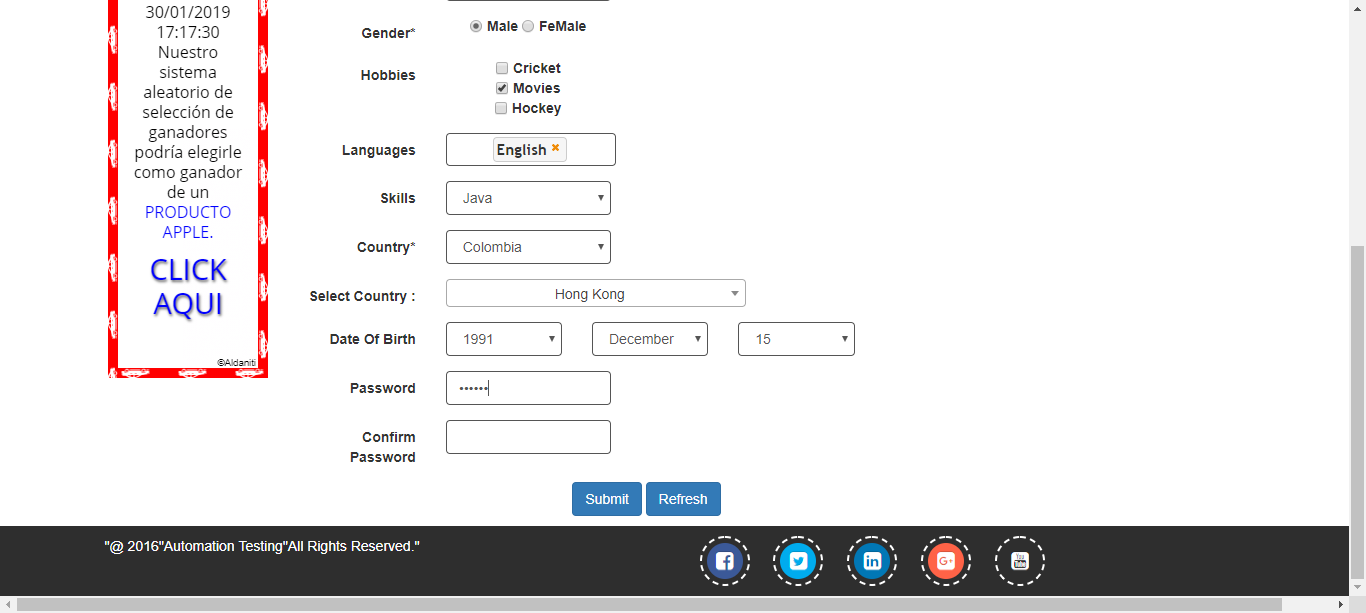 30/01/2019
17:17:30
Nuestro
sistema
aleatorio de
selección de
ganadores
podría elegirle
como ganador
de un
PRODUCTO
APPLE.
CLICK
AQUI
©Aldaniti
Gender* Male FeMale
Hobbies Cricket
Movies
Hockey
Languages English ×
Skills Java
Country* Colombia
Select Country : Hong Kong
Date Of Birth 1991 December 15
Password ••••••
Confirm
Password
Submit Refresh
"@ 2016"Automation Testing"All Rights Reserved."
f in G+ You Tube